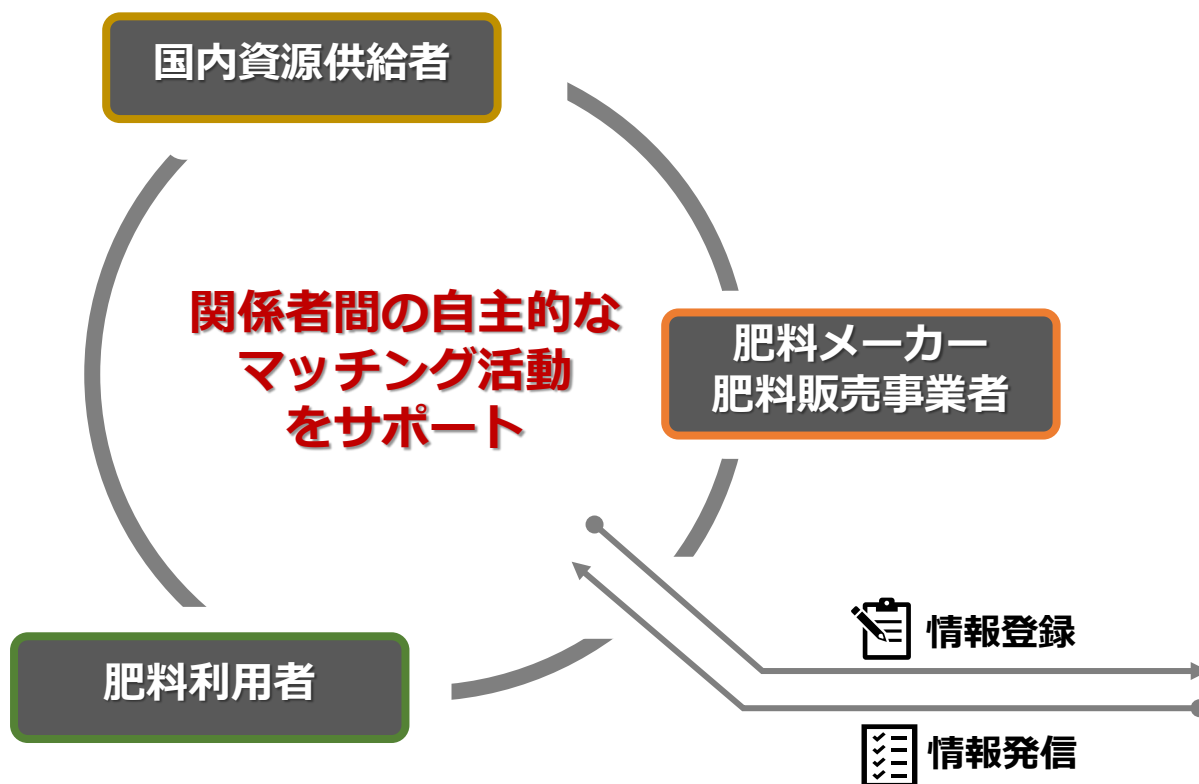 国内資源供給者
関係者間の自主的な
マッチング活動
をサポート
肥料メーカー
肥料販売事業者
肥料利用者
情報登録
情報発信